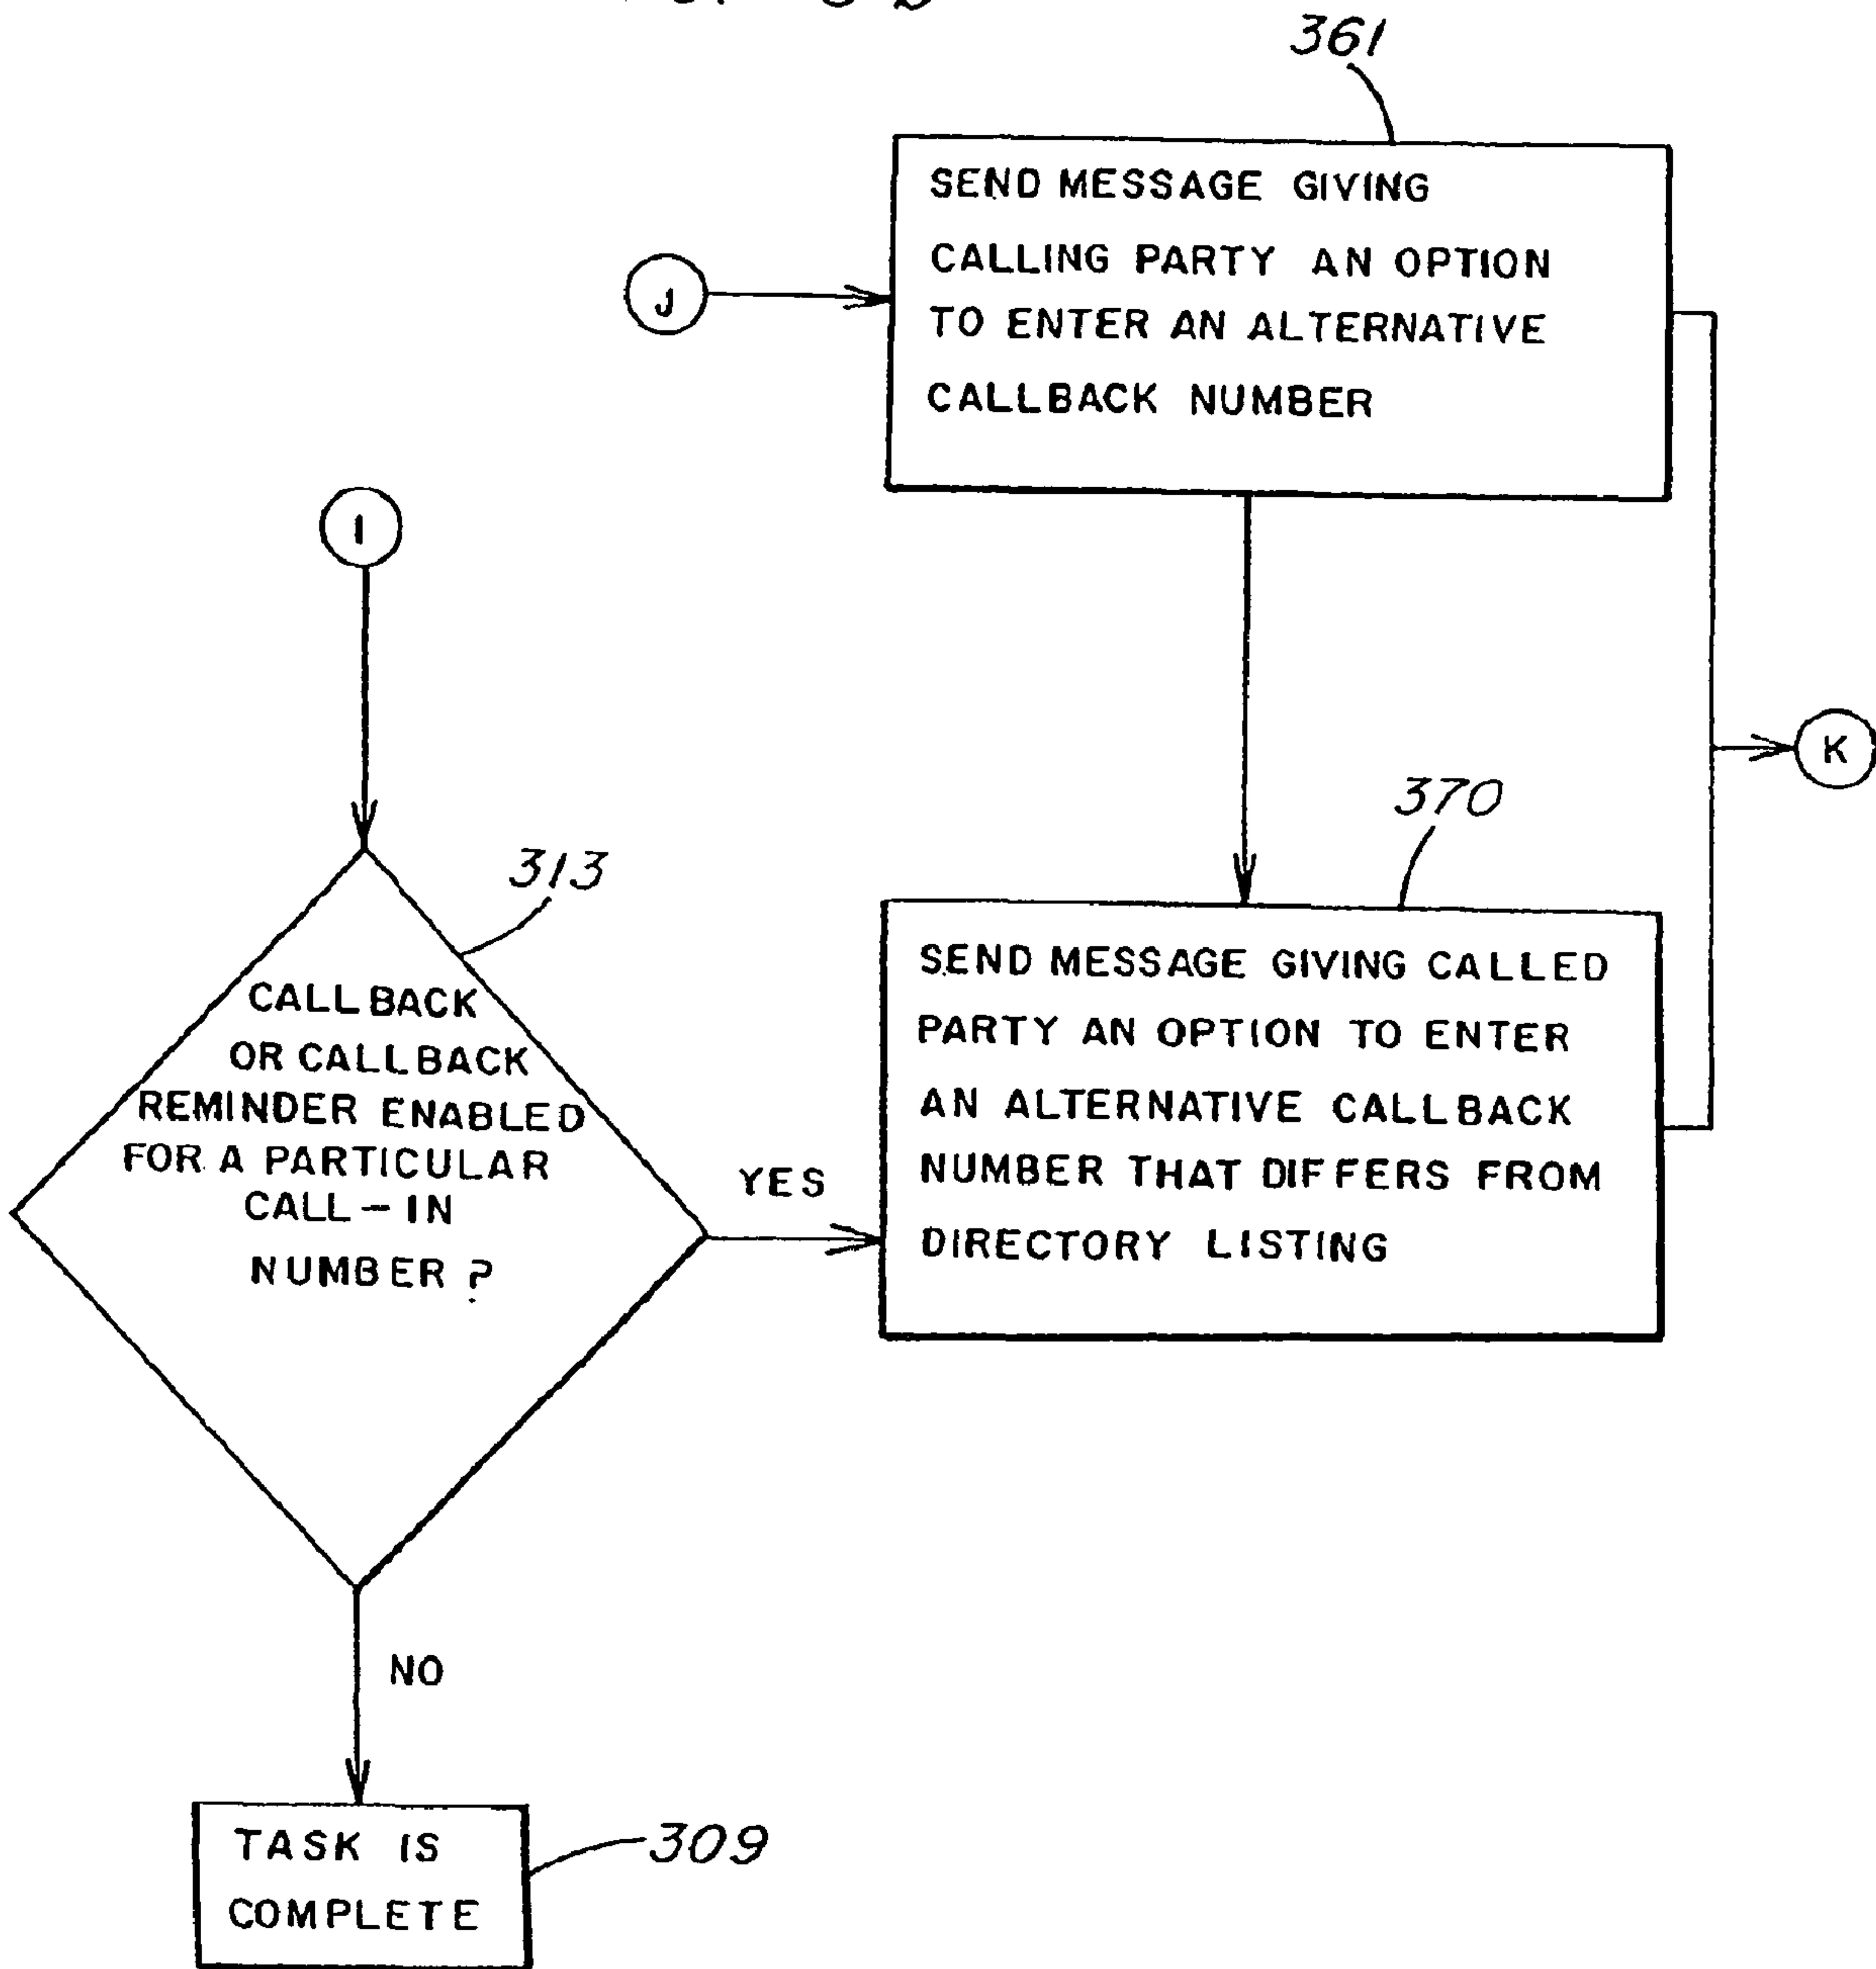 361
SEND MESSAGE GIVING
CALLING PARTY AN OPTION
TO ENTER AN ALTERNATIVE
CALLBACK NUMBER
J
I
K
370
SEND MESSAGE GIVING CALLED
PARTY AN OPTION TO ENTER
AN ALTERNATIVE CALLBACK
NUMBER THAT DIFFERS FROM
DIRECTORY LISTING
313
CALLBACK
OR CALLBACK
REMINDER ENABLED
FOR A PARTICULAR
CALL-IN
NUMBER?
YES
NO
TASK IS
COMPLETE
309